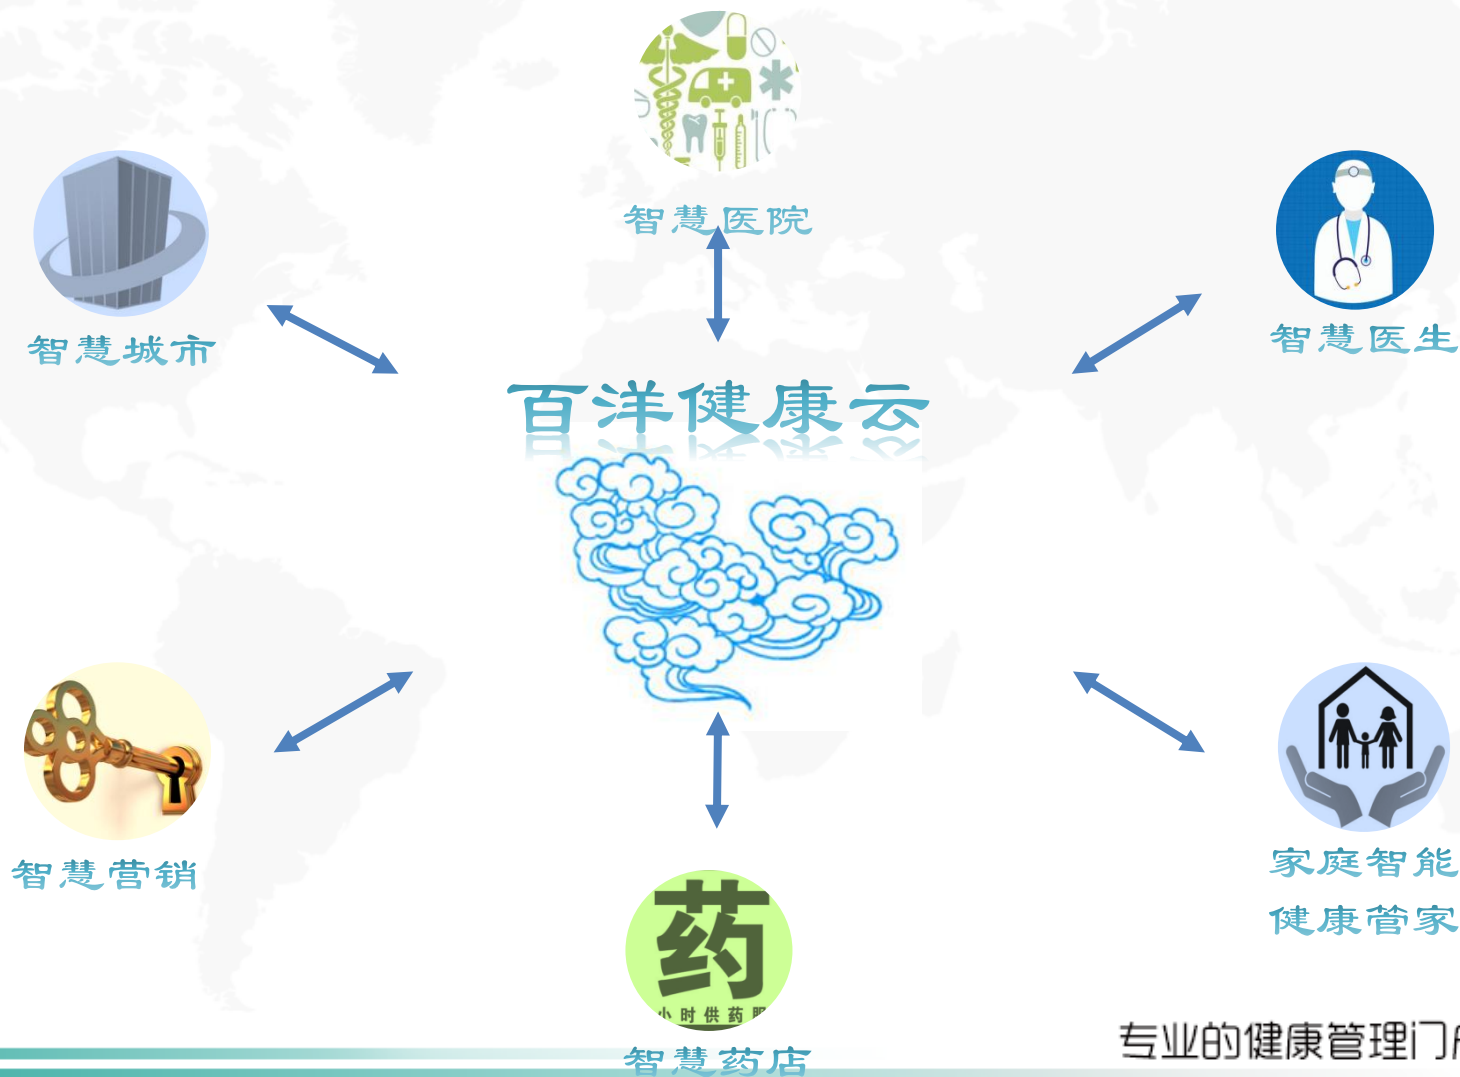 智慧医院
智慧城市
智慧医生
百洋健康云
智慧营销
家庭智能
健康管家
药
小时供药服
智慧药店
专业的健康管理门户